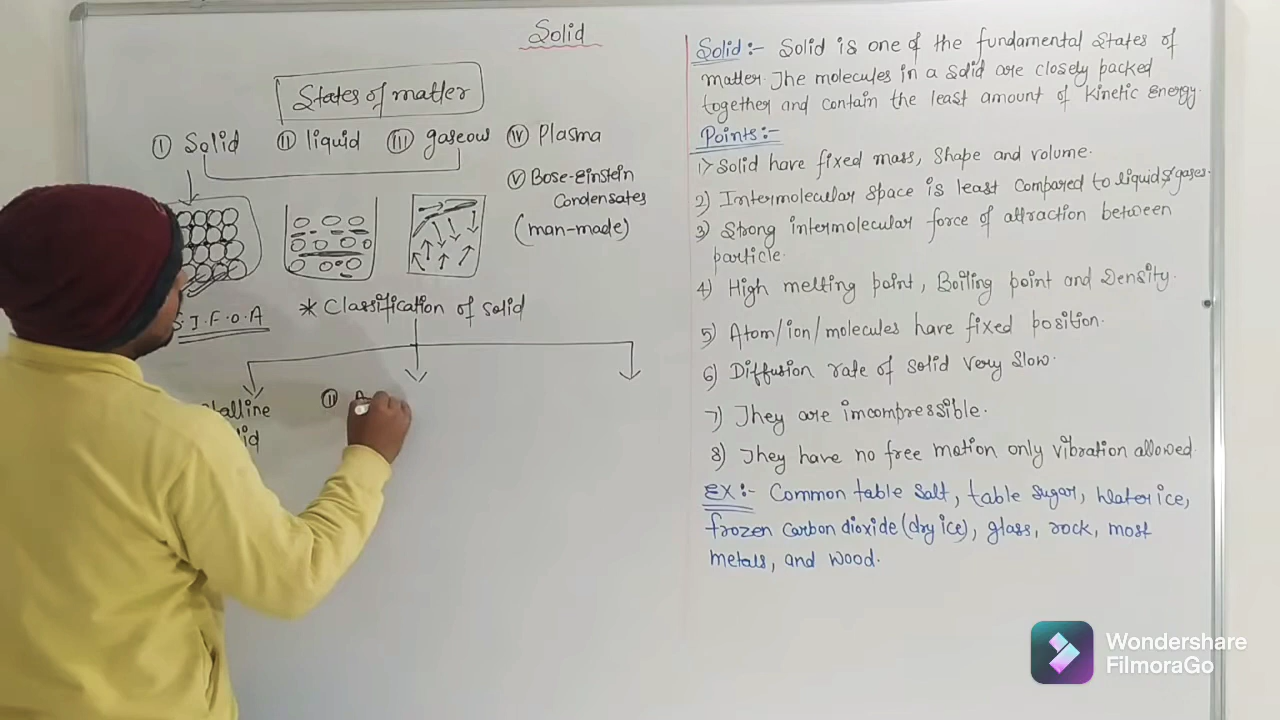 Solid
States of matter
I Solid II liquid III gaseous IV Plasma
V Bose-Einstein
Condensates
(man-made)
S.I.F.O.A
* Classification of solid
II A
Solid :- Solid is one of the fundamental States of
matter. The molecules in a solid are closely packed
together and contain the least amount of Kinetic Energy.
Points :-
1) Solid have fixed mass, Shape and volume.
2) Intermolecular space is least compared to liquids/gases.
3) Strong intermolecular force of attraction between
particle.
4) High melting point, Boiling point and Density.
5) Atom/ion/molecules have fixed position.
6) Diffusion rate of solid very slow.
7) They are incompressible.
8) They have no free motion only vibration allowed.
EX :- Common table salt, table sugar, water ice,
frozen carbon dioxide (dry ice), glass, rock, most
metals, and wood.
Wondershare
FilmoraGo